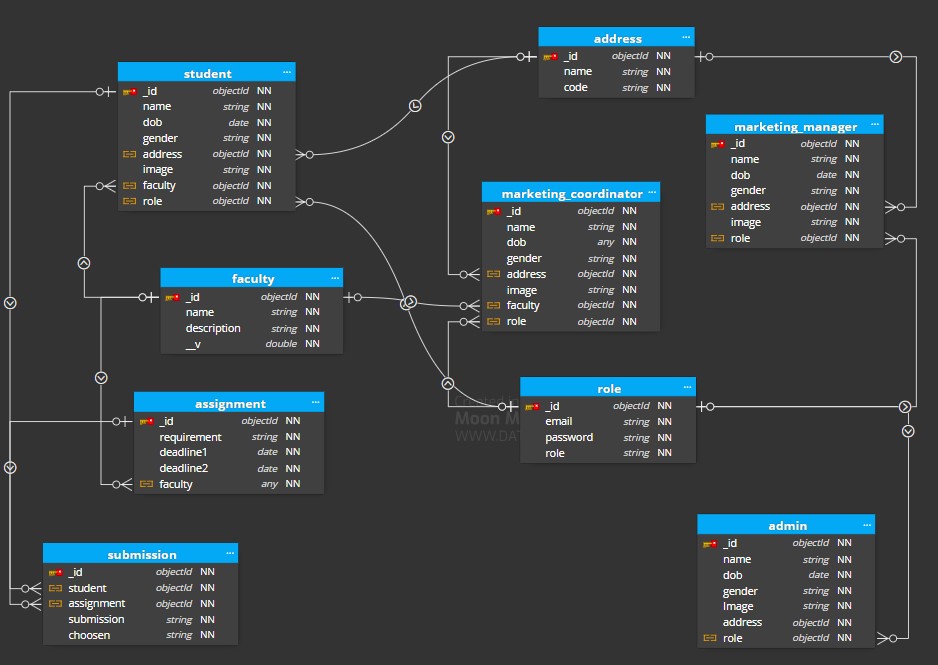 address ...
_id objectId NN
name string NN
code string NN
student ...
_id objectId NN
name string NN
dob date NN
gender string NN
address objectId NN
image string NN
faculty objectId NN
role objectId NN
marketing_manager ...
_id objectId NN
name string NN
dob date NN
gender string NN
address objectId NN
image string NN
role objectId NN
marketing_coordinator ...
_id objectId NN
name string NN
dob any NN
gender string NN
address objectId NN
image string NN
faculty objectId NN
role objectId NN
faculty ...
_id objectId NN
name string NN
description string NN
__v double NN
role ...
_id objectId NN
email string NN
password string NN
role string NN
Moon M
WWW.DAT
assignment ...
_id objectId NN
requirement string NN
deadline1 date NN
deadline2 date NN
faculty any NN
submission ...
_id objectId NN
student objectId NN
assignment objectId NN
submission string NN
choosen string NN
admin ...
_id objectId NN
name string NN
dob date NN
gender string NN
Image string NN
address objectId NN
role objectId NN